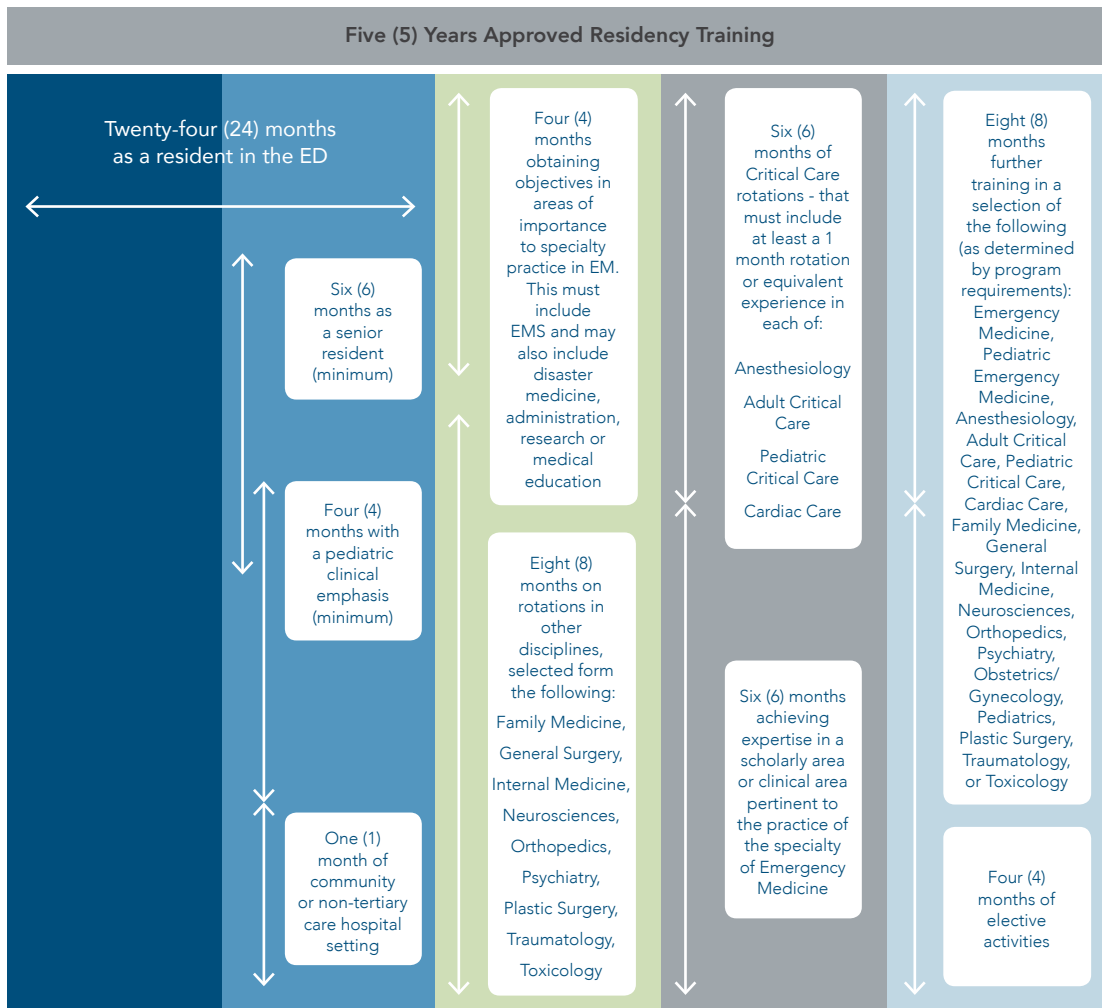 Five (5) Years Approved Residency Training
Twenty-four (24) months
as a resident in the ED
Six (6)
months as
a senior
resident
(minimum)
Four (4)
months with
a pediatric
clinical
emphasis
(minimum)
One (1)
month of
community
or non-tertiary
care hospital
setting
Four (4)
months
obtaining
objectives in
areas of
importance
to specialty
practice in EM.
This must
include
EMS and may
also include
disaster
medicine,
administration,
research or
medical
education
Eight (8)
months on
rotations in
other
disciplines,
selected form
the following:
Family Medicine,
General Surgery,
Internal Medicine,
Neurosciences,
Orthopedics,
Psychiatry,
Plastic Surgery,
Traumatology,
Toxicology
Six (6)
months of
Critical Care
rotations - that
must include
at least a 1
month rotation
or equivalent
experience in
each of:
Anesthesiology
Adult Critical
Care
Pediatric
Critical Care
Cardiac Care
Six (6) months
achieving
expertise in a
scholarly area
or clinical area
pertinent to
the practice of
the specialty
of Emergency
Medicine
Eight (8)
months
further
training in a
selection of
the following
(as determined
by program
requirements):
Emergency
Medicine,
Pediatric
Emergency
Medicine,
Anesthesiology,
Adult Critical
Care, Pediatric
Critical Care,
Cardiac Care,
Family Medicine,
General
Surgery, Internal
Medicine,
Neurosciences,
Orthopedics,
Psychiatry,
Obstetrics/
Gynecology,
Pediatrics,
Plastic Surgery,
Traumatology,
or Toxicology
Four (4)
months of
elective
activities